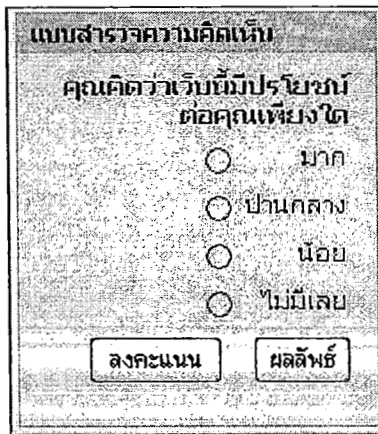 แบบสำรวจความคิดเห็น
คุณคิดว่าเว็บนี้มีประโยชน์
ต่อคุณเพียงใด
มาก
ปานกลาง
น้อย
ไม่มีเลย
ลงคะแนน ผลลัพธ์